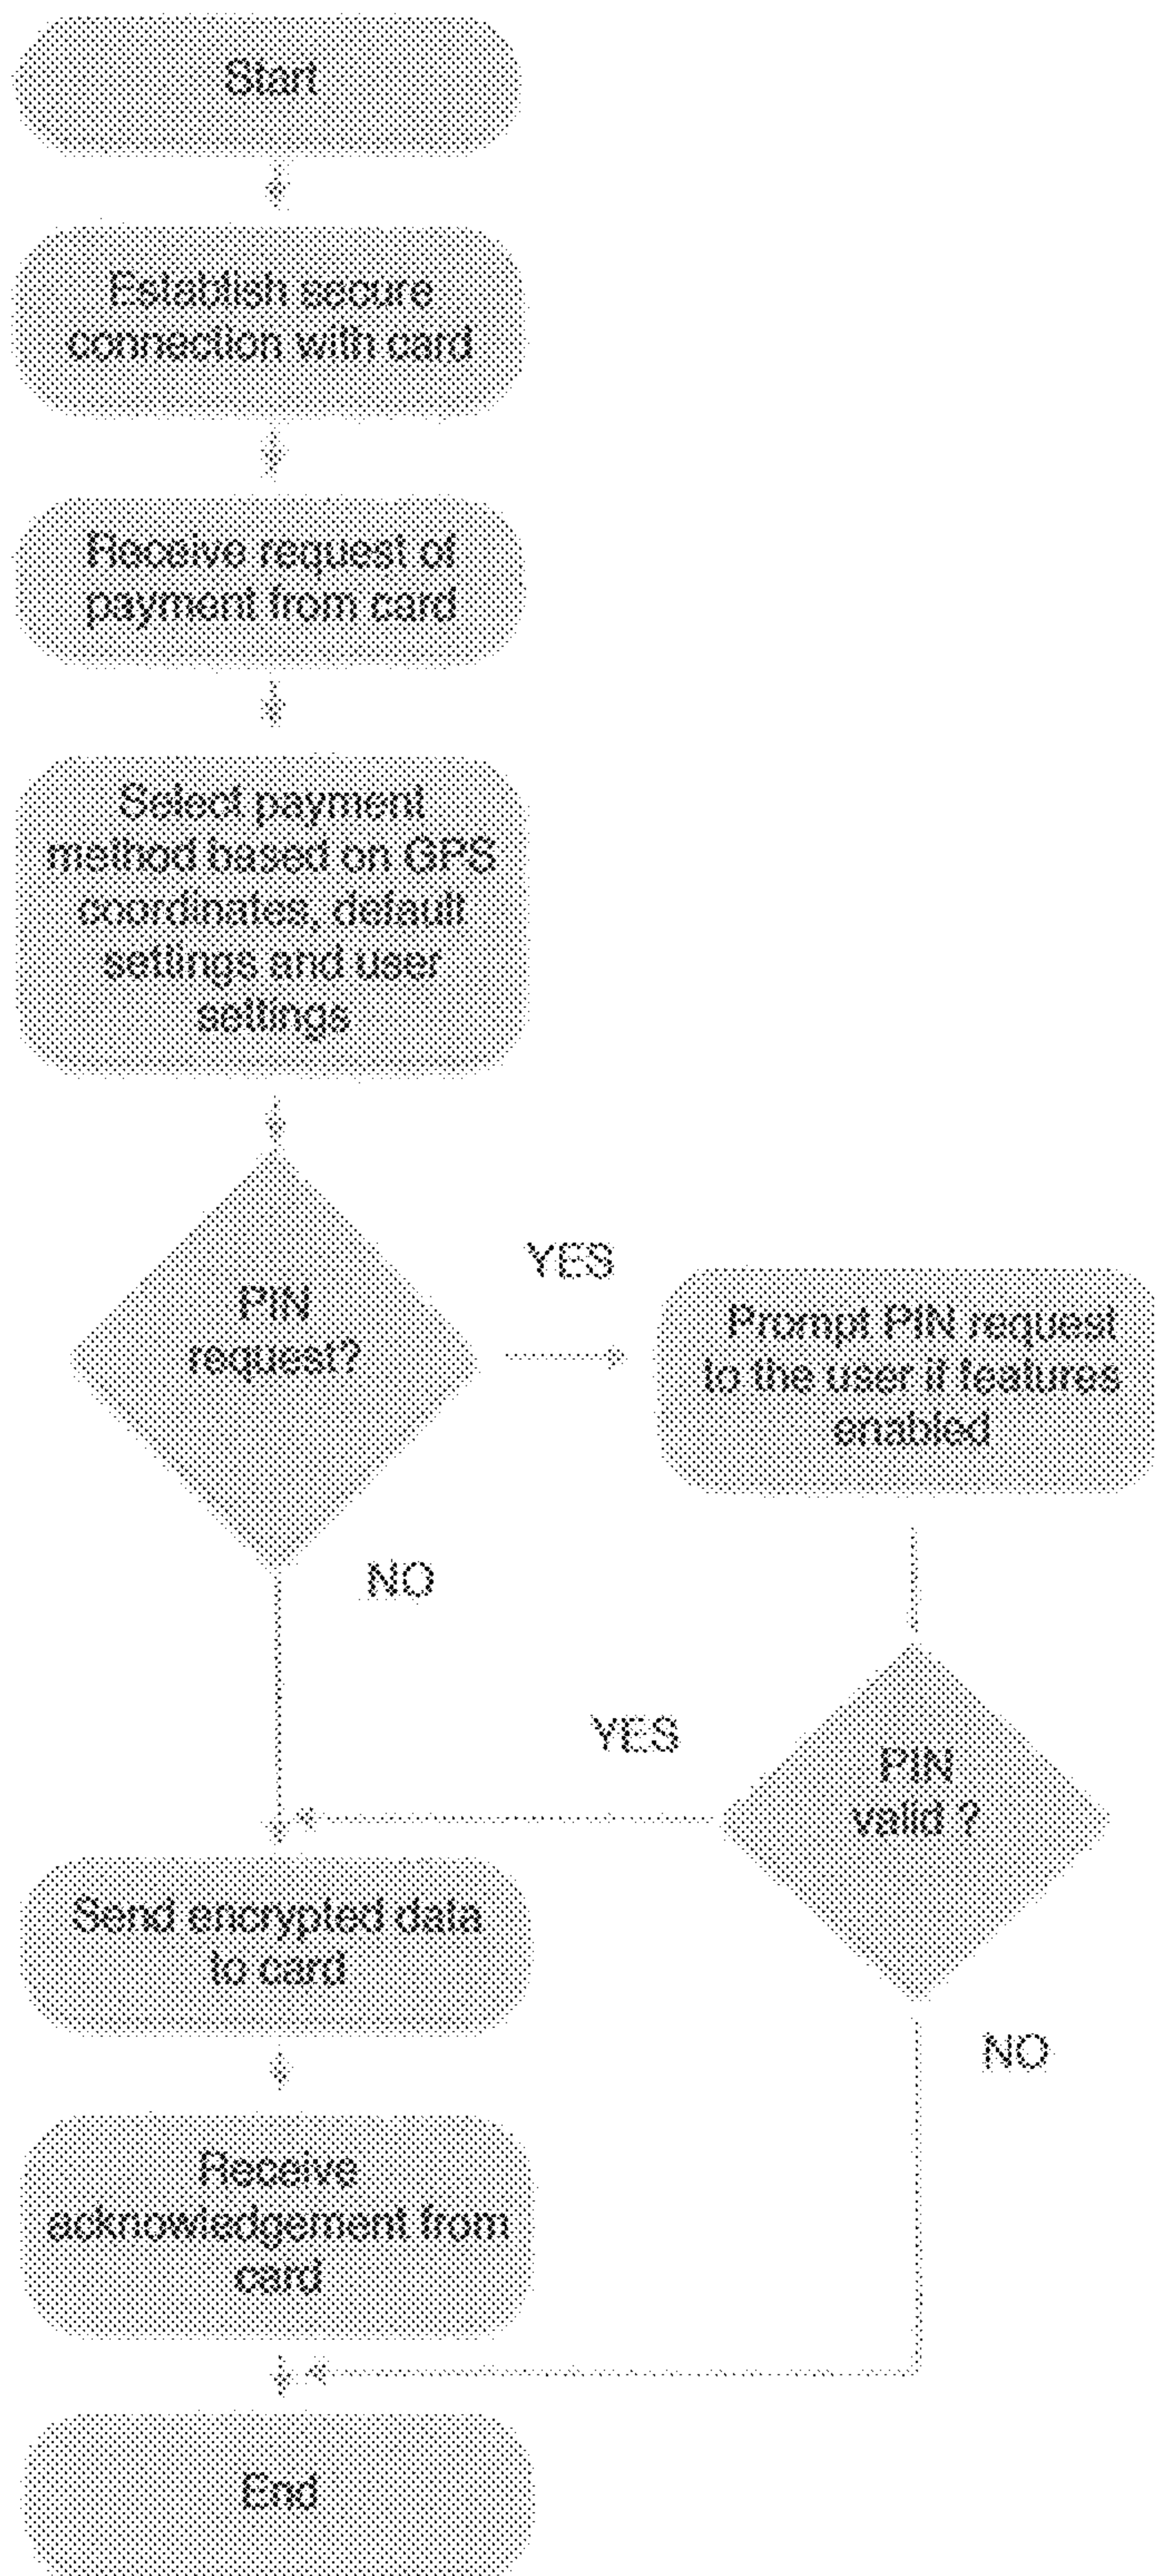 Start
Establish secure
connection with card
Receive request of
payment from card
Select payment
method based on GPS
coordinates, default
settings and user
settings
PIN
request?
YES
Prompt PIN request
to the user if features
enabled
NO
YES
PIN
valid ?
Send encrypted data
to card
NO
Receive
acknowledgement from
card
End